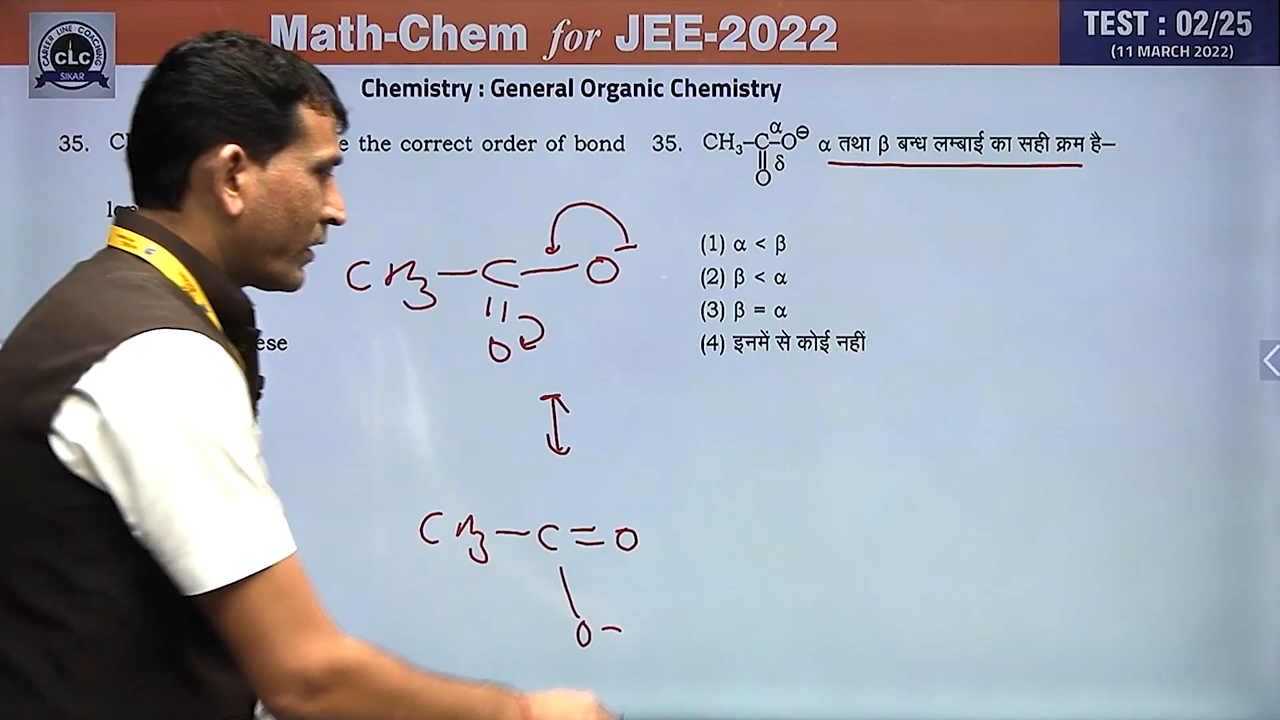 Math-Chem for JEE-2022
TEST : 02/25
(11 MARCH 2022)
CAREER LINE COACHING
CLC
SIKAR
Chemistry : General Organic Chemistry
35. the correct order of bond
35. CH₃–C–O⊖ α तथा β बन्ध लम्बाई का सही क्रम है–
α
δ
O
(1) α < β
(2) β < α
(3) β = α
(4) इनमें से कोई नहीं
CH₃–C–O
O
CH₃–C=O
O–